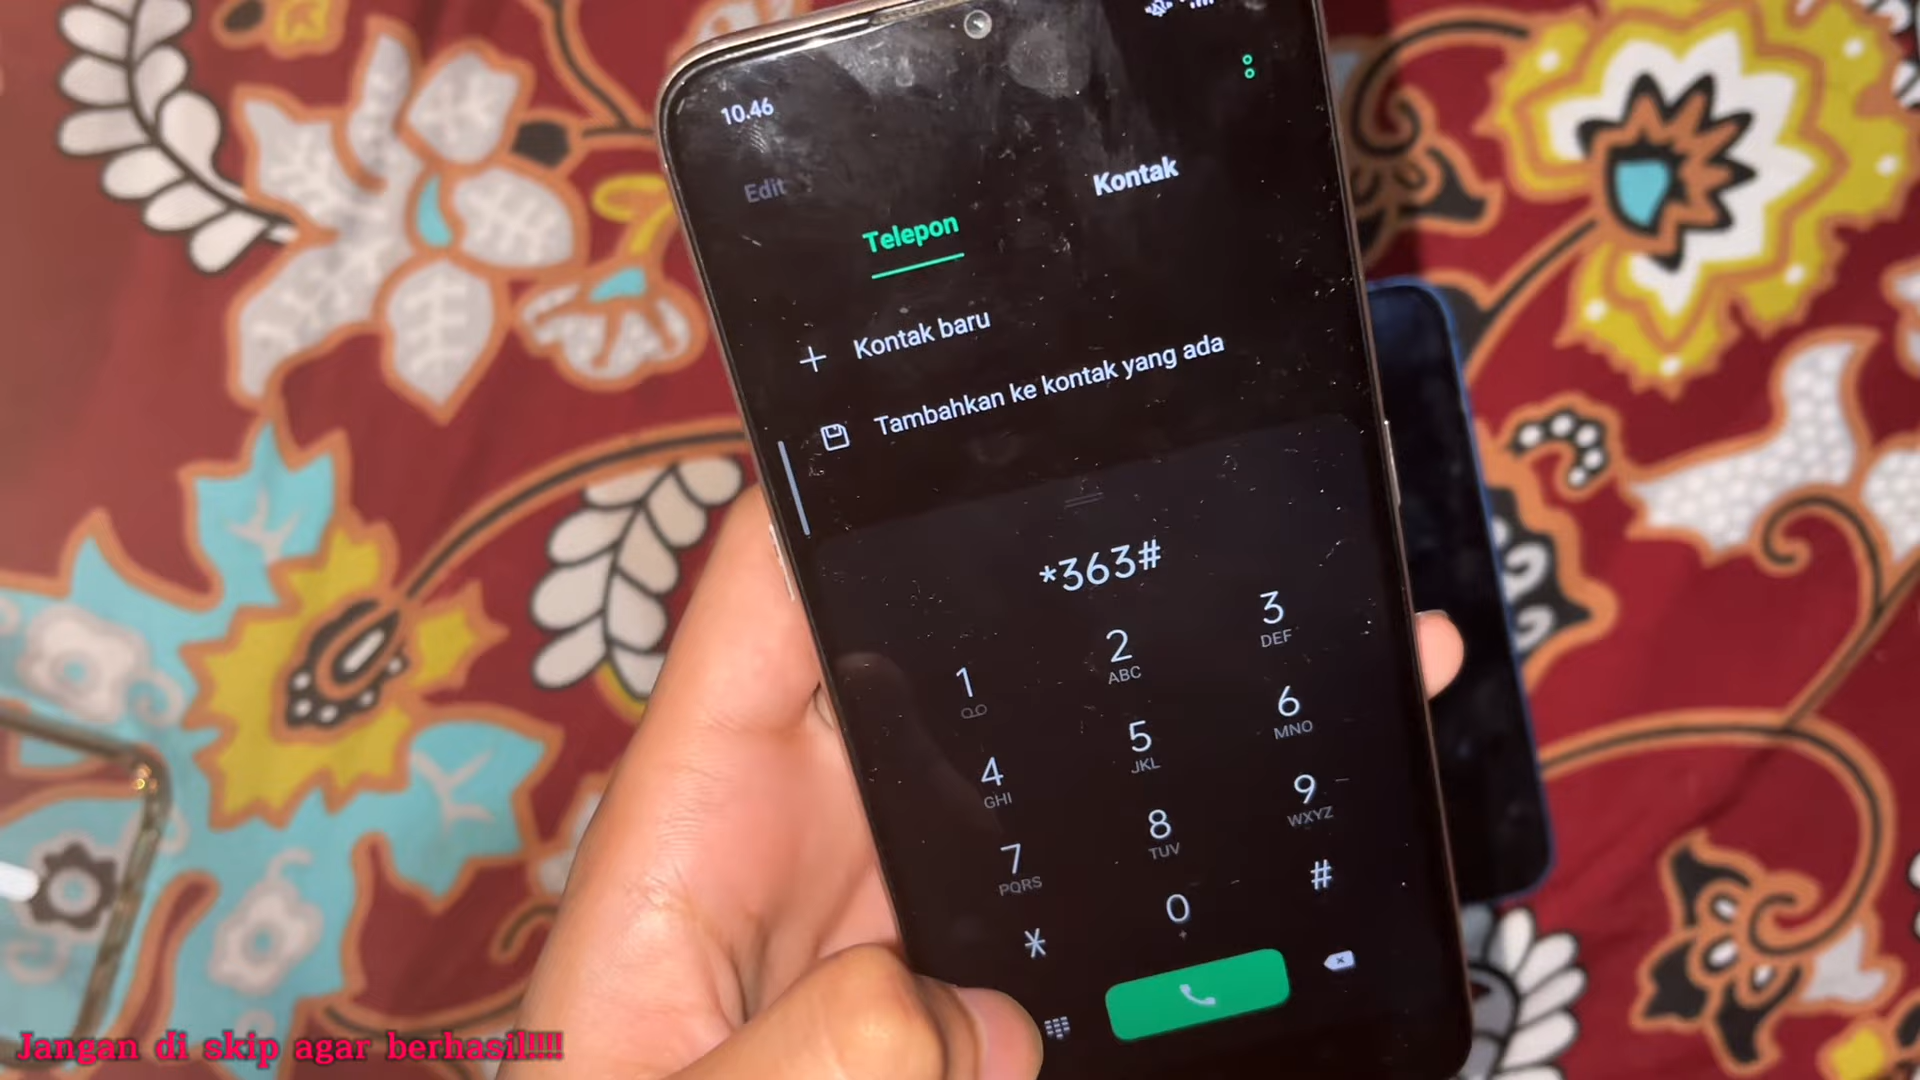 10.46
Edit
Telepon
Kontak
Kontak baru
Tambahkan ke kontak yang ada
*363#
1
2
ABC
3
DEF
4
GHI
5
JKL
6
MNO
7
PQRS
8
TUV
9
WXYZ
*
0
+
#
Jangan di skip agar berhasil!!!!